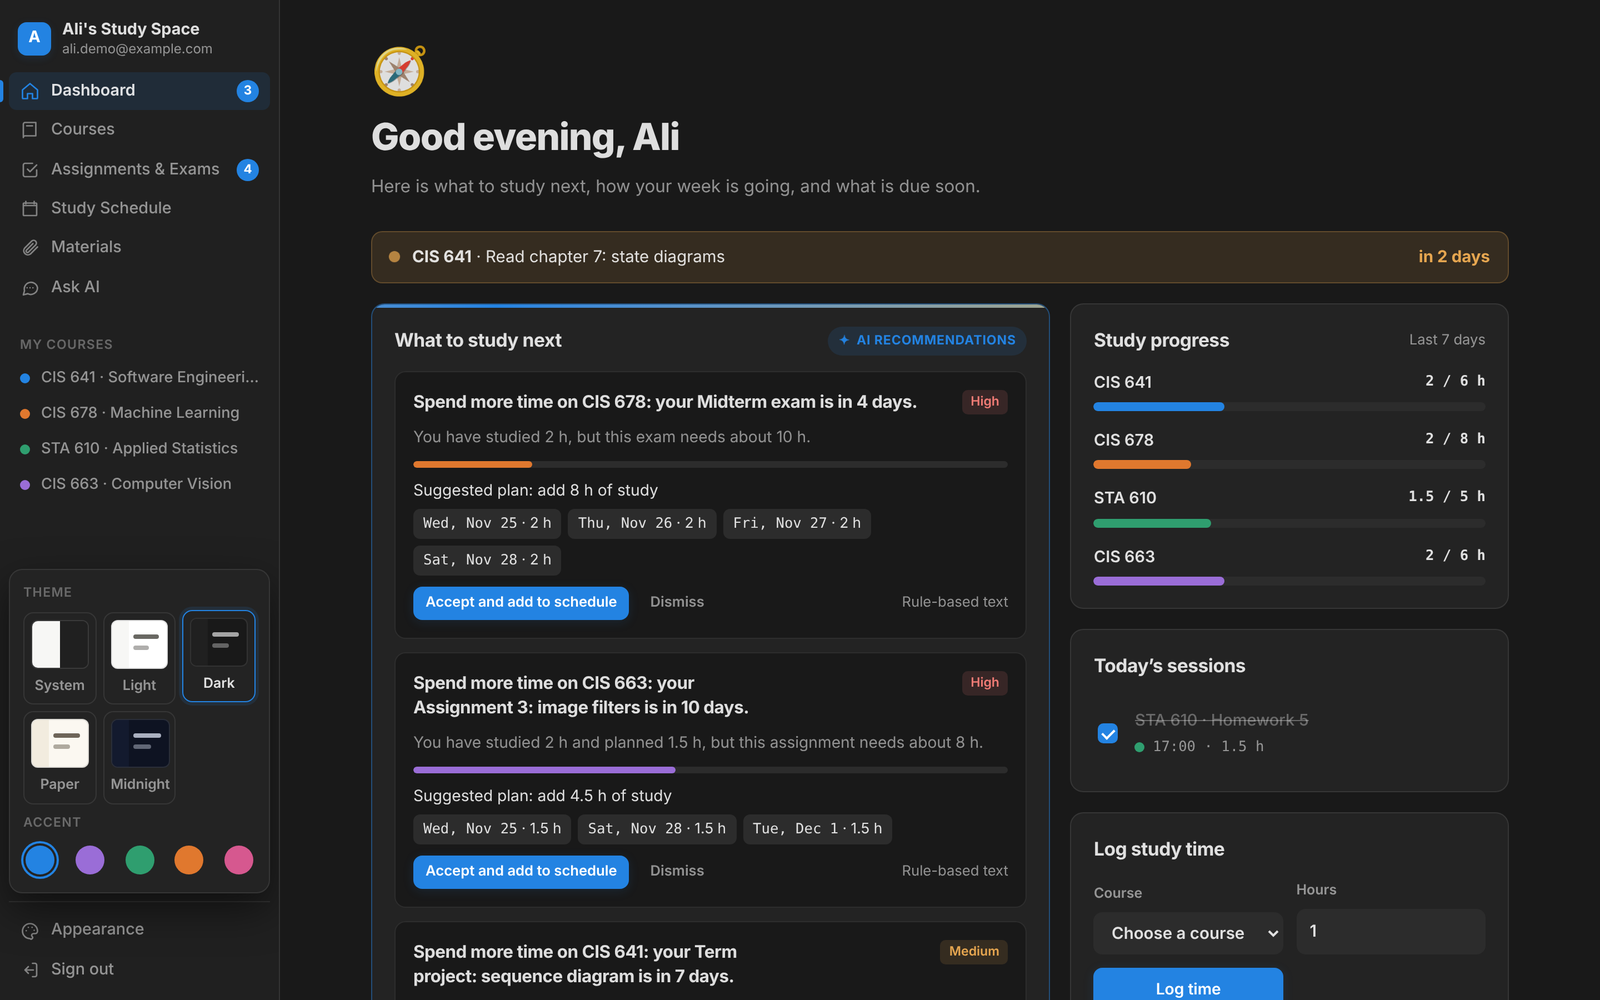 A
Ali's Study Space
ali.demo@example.com
Dashboard
3
Courses
Assignments & Exams
4
Study Schedule
Materials
Ask AI
MY COURSES
CIS 641 · Software Engineeri...
CIS 678 · Machine Learning
STA 610 · Applied Statistics
CIS 663 · Computer Vision
THEME
System
Light
Dark
Paper
Midnight
ACCENT
Appearance
Sign out
Good evening, Ali
Here is what to study next, how your week is going, and what is due soon.
CIS 641 · Read chapter 7: state diagrams
in 2 days
What to study next
AI RECOMMENDATIONS
Spend more time on CIS 678: your Midterm exam is in 4 days.
High
You have studied 2 h, but this exam needs about 10 h.
Suggested plan: add 8 h of study
Wed, Nov 25 · 2 h
Thu, Nov 26 · 2 h
Fri, Nov 27 · 2 h
Sat, Nov 28 · 2 h
Accept and add to schedule
Dismiss
Rule-based text
Spend more time on CIS 663: your
Assignment 3: image filters is in 10 days.
High
You have studied 2 h and planned 1.5 h, but this assignment needs about 8 h.
Suggested plan: add 4.5 h of study
Wed, Nov 25 · 1.5 h
Sat, Nov 28 · 1.5 h
Tue, Dec 1 · 1.5 h
Accept and add to schedule
Dismiss
Rule-based text
Spend more time on CIS 641: your Term
project: sequence diagram is in 7 days.
Medium
Study progress
Last 7 days
CIS 641
2 / 6 h
CIS 678
2 / 8 h
STA 610
1.5 / 5 h
CIS 663
2 / 6 h
Today's sessions
STA 610 · Homework 5
17:00 · 1.5 h
Log study time
Course
Hours
Choose a course
1
Log time